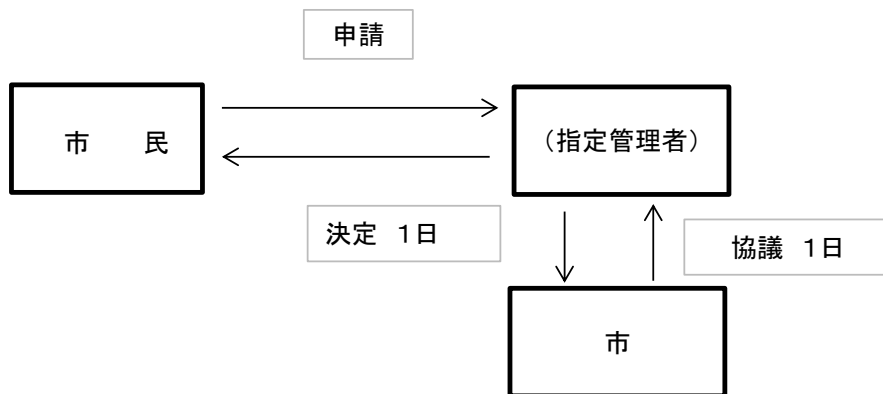 申請
市　　民
（指定管理者）
決定　１日
協議　１日
市